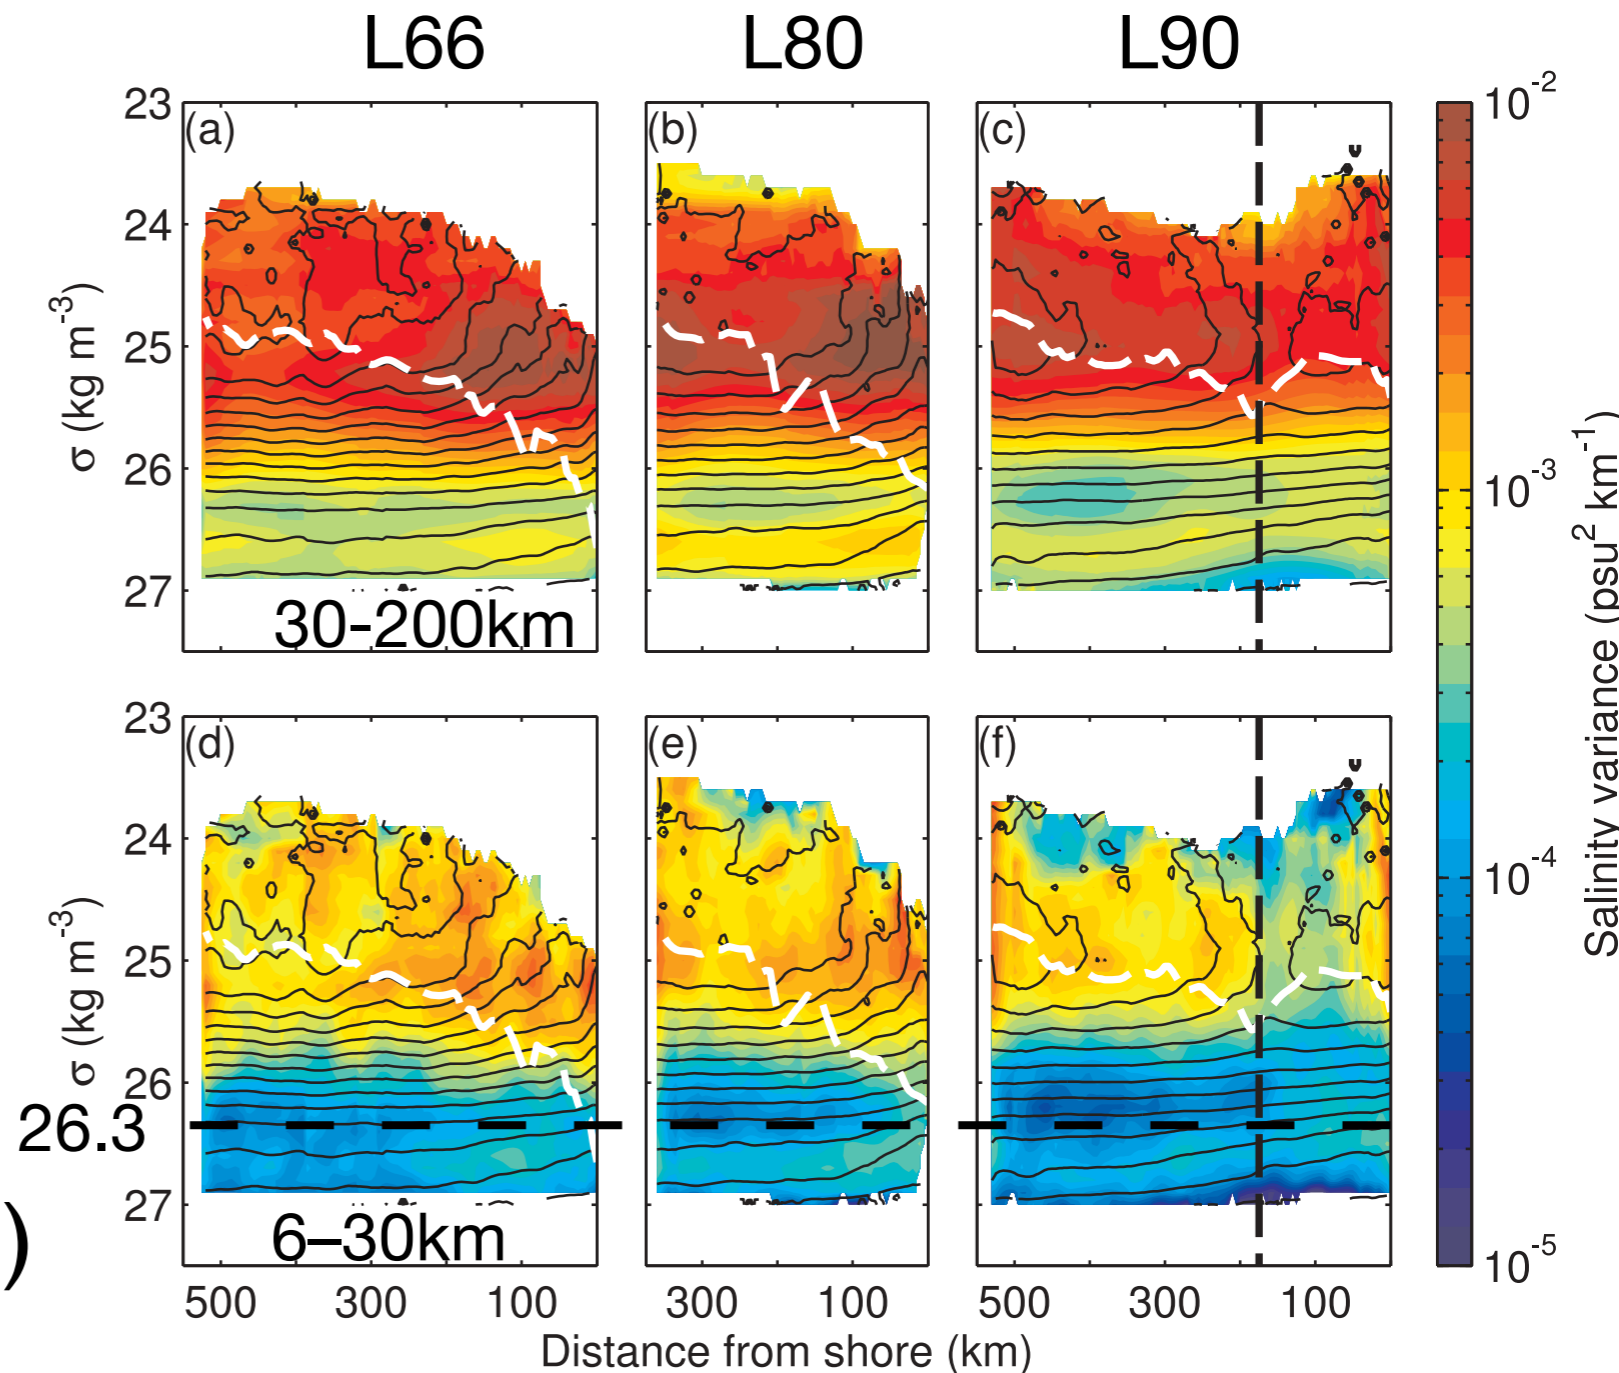 L66 L80 L90
(a) (b) (c)
23
24
25
26
27
σ (kg m⁻³)
30-200km
10⁻²
10⁻³
10⁻⁴
10⁻⁵
Salinity variance (psu² km⁻¹)
(d) (e) (f)
23
24
25
26
27
σ (kg m⁻³)
26.3
)
6–30km
500 300 100 300 100 500 300 100
Distance from shore (km)